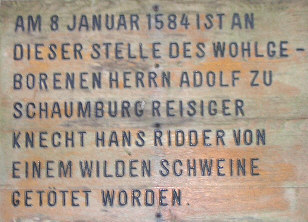 AM 8 JANUAR 1584 IST AN
DIESER STELLE DES WOHLGE-
BORENEN HERRN ADOLF ZU
SCHAUMBURG REISIGER
KNECHT HANS RIDDER VON
EINEM WILDEN SCHWEINE
GETÖTET WORDEN.